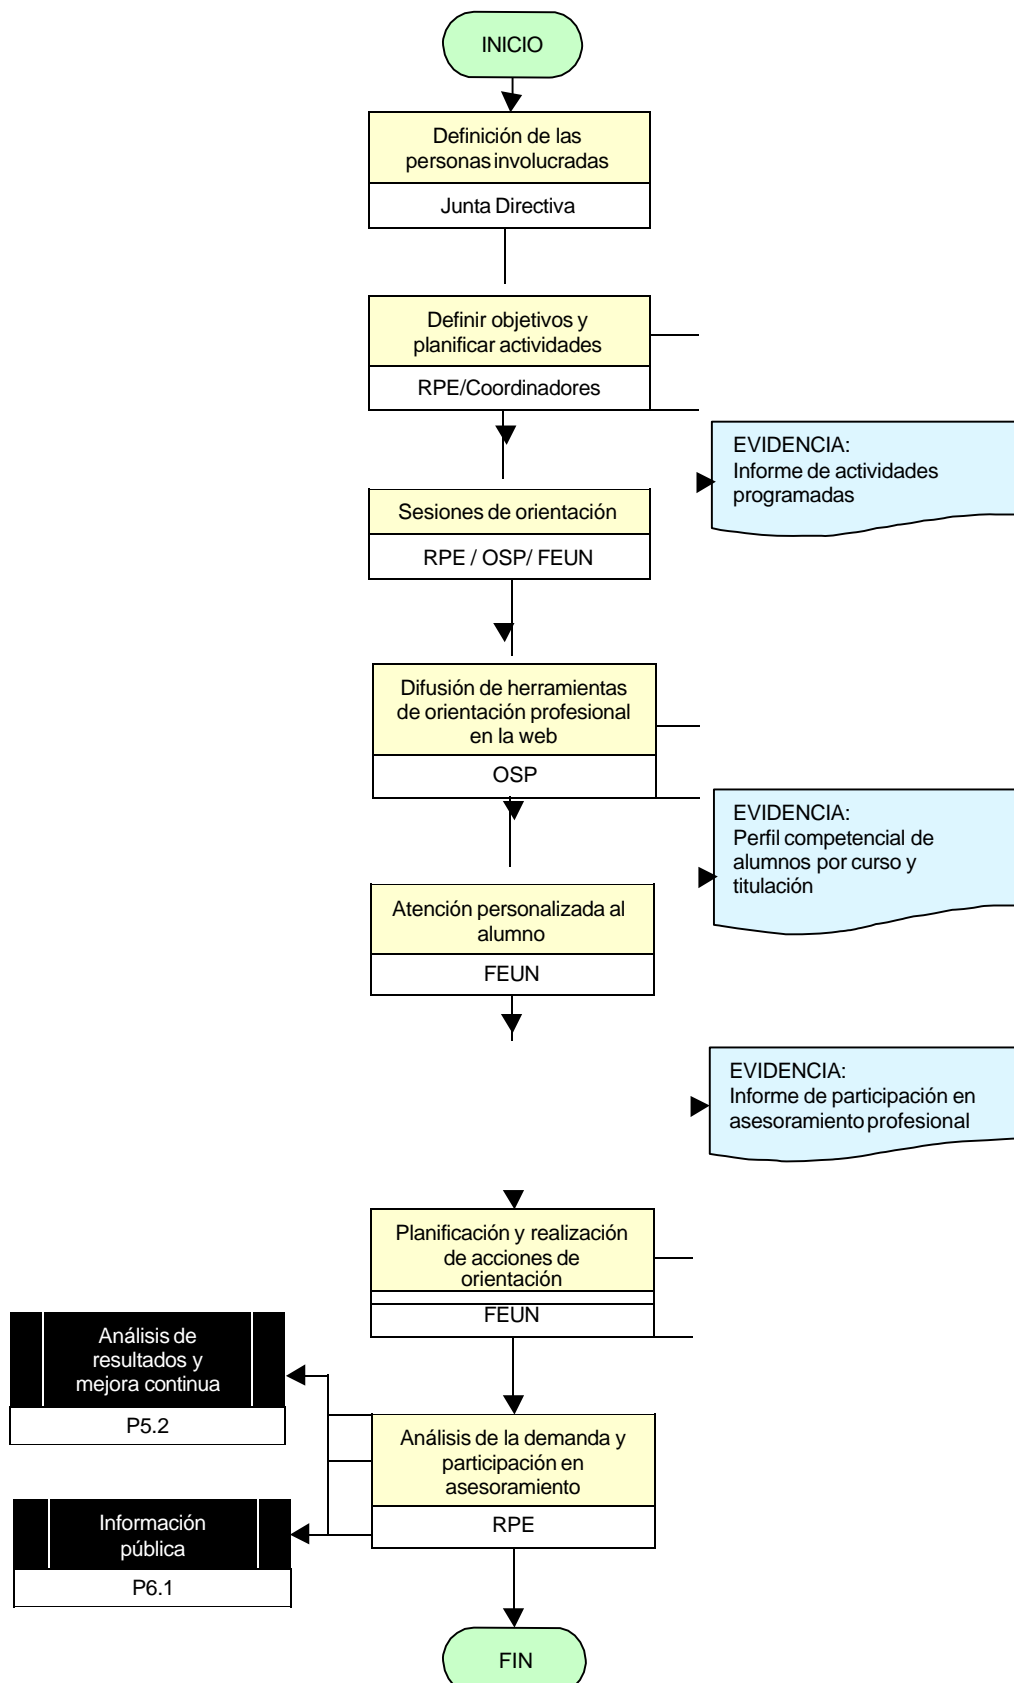 INICIO
Definición de las
personas involucradas
Junta Directiva
Definir objetivos y
planificar actividades
RPE/Coordinadores
EVIDENCIA:
Informe de actividades
programadas
Sesiones de orientación
RPE / OSP/ FEUN
Difusión de herramientas
de orientación profesional
en la web
OSP
EVIDENCIA:
Perfil competencial de
alumnos por curso y
titulación
Atención personalizada al
alumno
FEUN
EVIDENCIA:
Informe de participación en
asesoramiento profesional
Planificación y realización
de acciones de
orientación
FEUN
Análisis de
resultados y
mejora continua
P5.2
Análisis de la demanda y
participación en
asesoramiento
RPE
Información
pública
P6.1
FIN